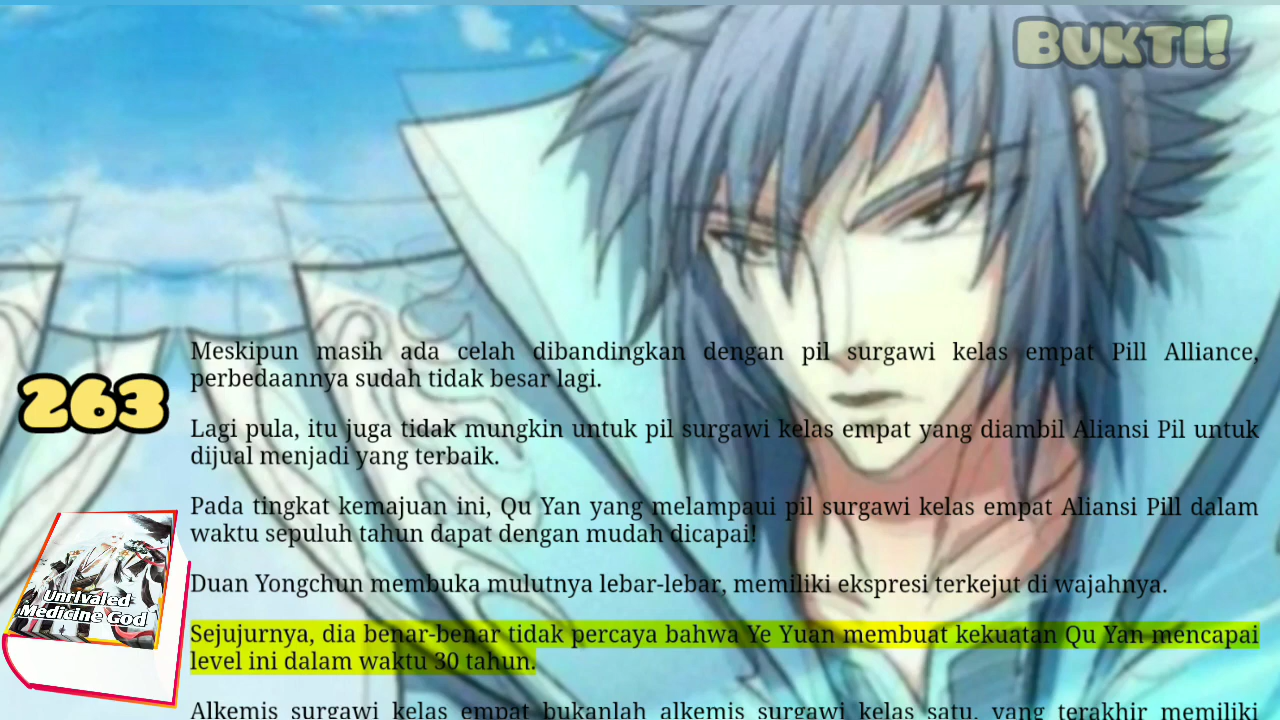 BUKTI!
Meskipun masih ada celah dibandingkan dengan pil surgawi kelas empat Pill Alliance,
perbedaannya sudah tidak besar lagi.
263
Lagi pula, itu juga tidak mungkin untuk pil surgawi kelas empat yang diambil Aliansi Pil untuk
dijual menjadi yang terbaik.
Pada tingkat kemajuan ini, Qu Yan yang melampaui pil surgawi kelas empat Aliansi Pill dalam
waktu sepuluh tahun dapat dengan mudah dicapai!
Duan Yongchun membuka mulutnya lebar-lebar, memiliki ekspresi terkejut di wajahnya.
Unrivaled
Medicine God
Sejujurnya, dia benar-benar tidak percaya bahwa Ye Yuan membuat kekuatan Qu Yan mencapai
level ini dalam waktu 30 tahun.
Alkemis surgawi kelas empat bukanlah alkemis surgawi kelas satu, yang terakhir memiliki